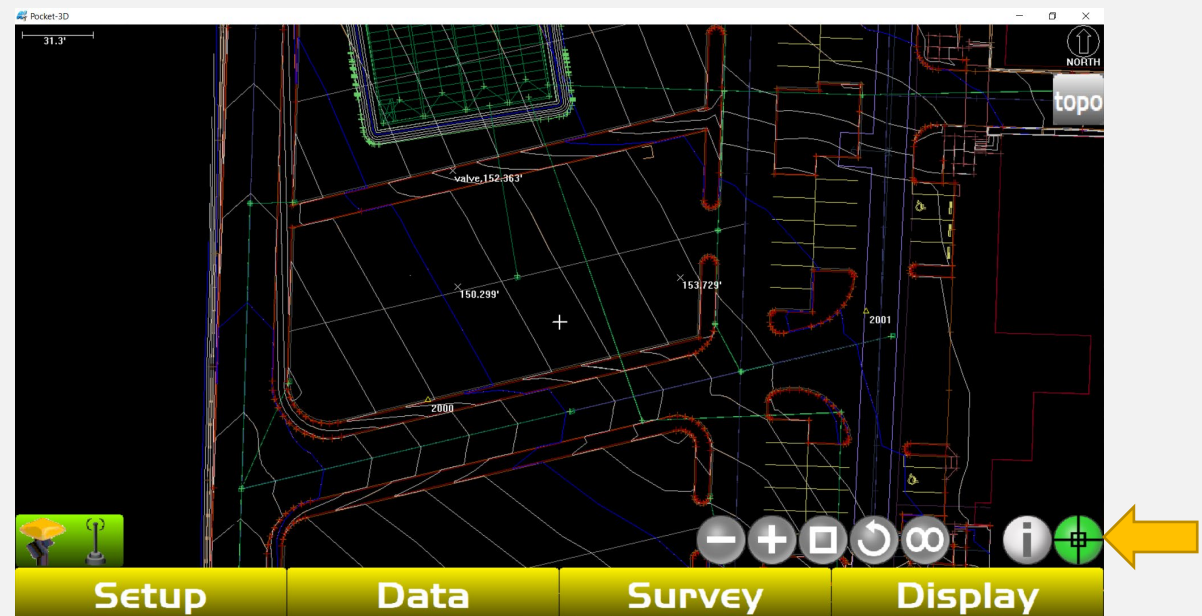 Pocket-3D
31.3'
NORTH
topo
valve,152.363'
150.299'
153.729'
2001
2000
i
Setup
Data
Survey
Display